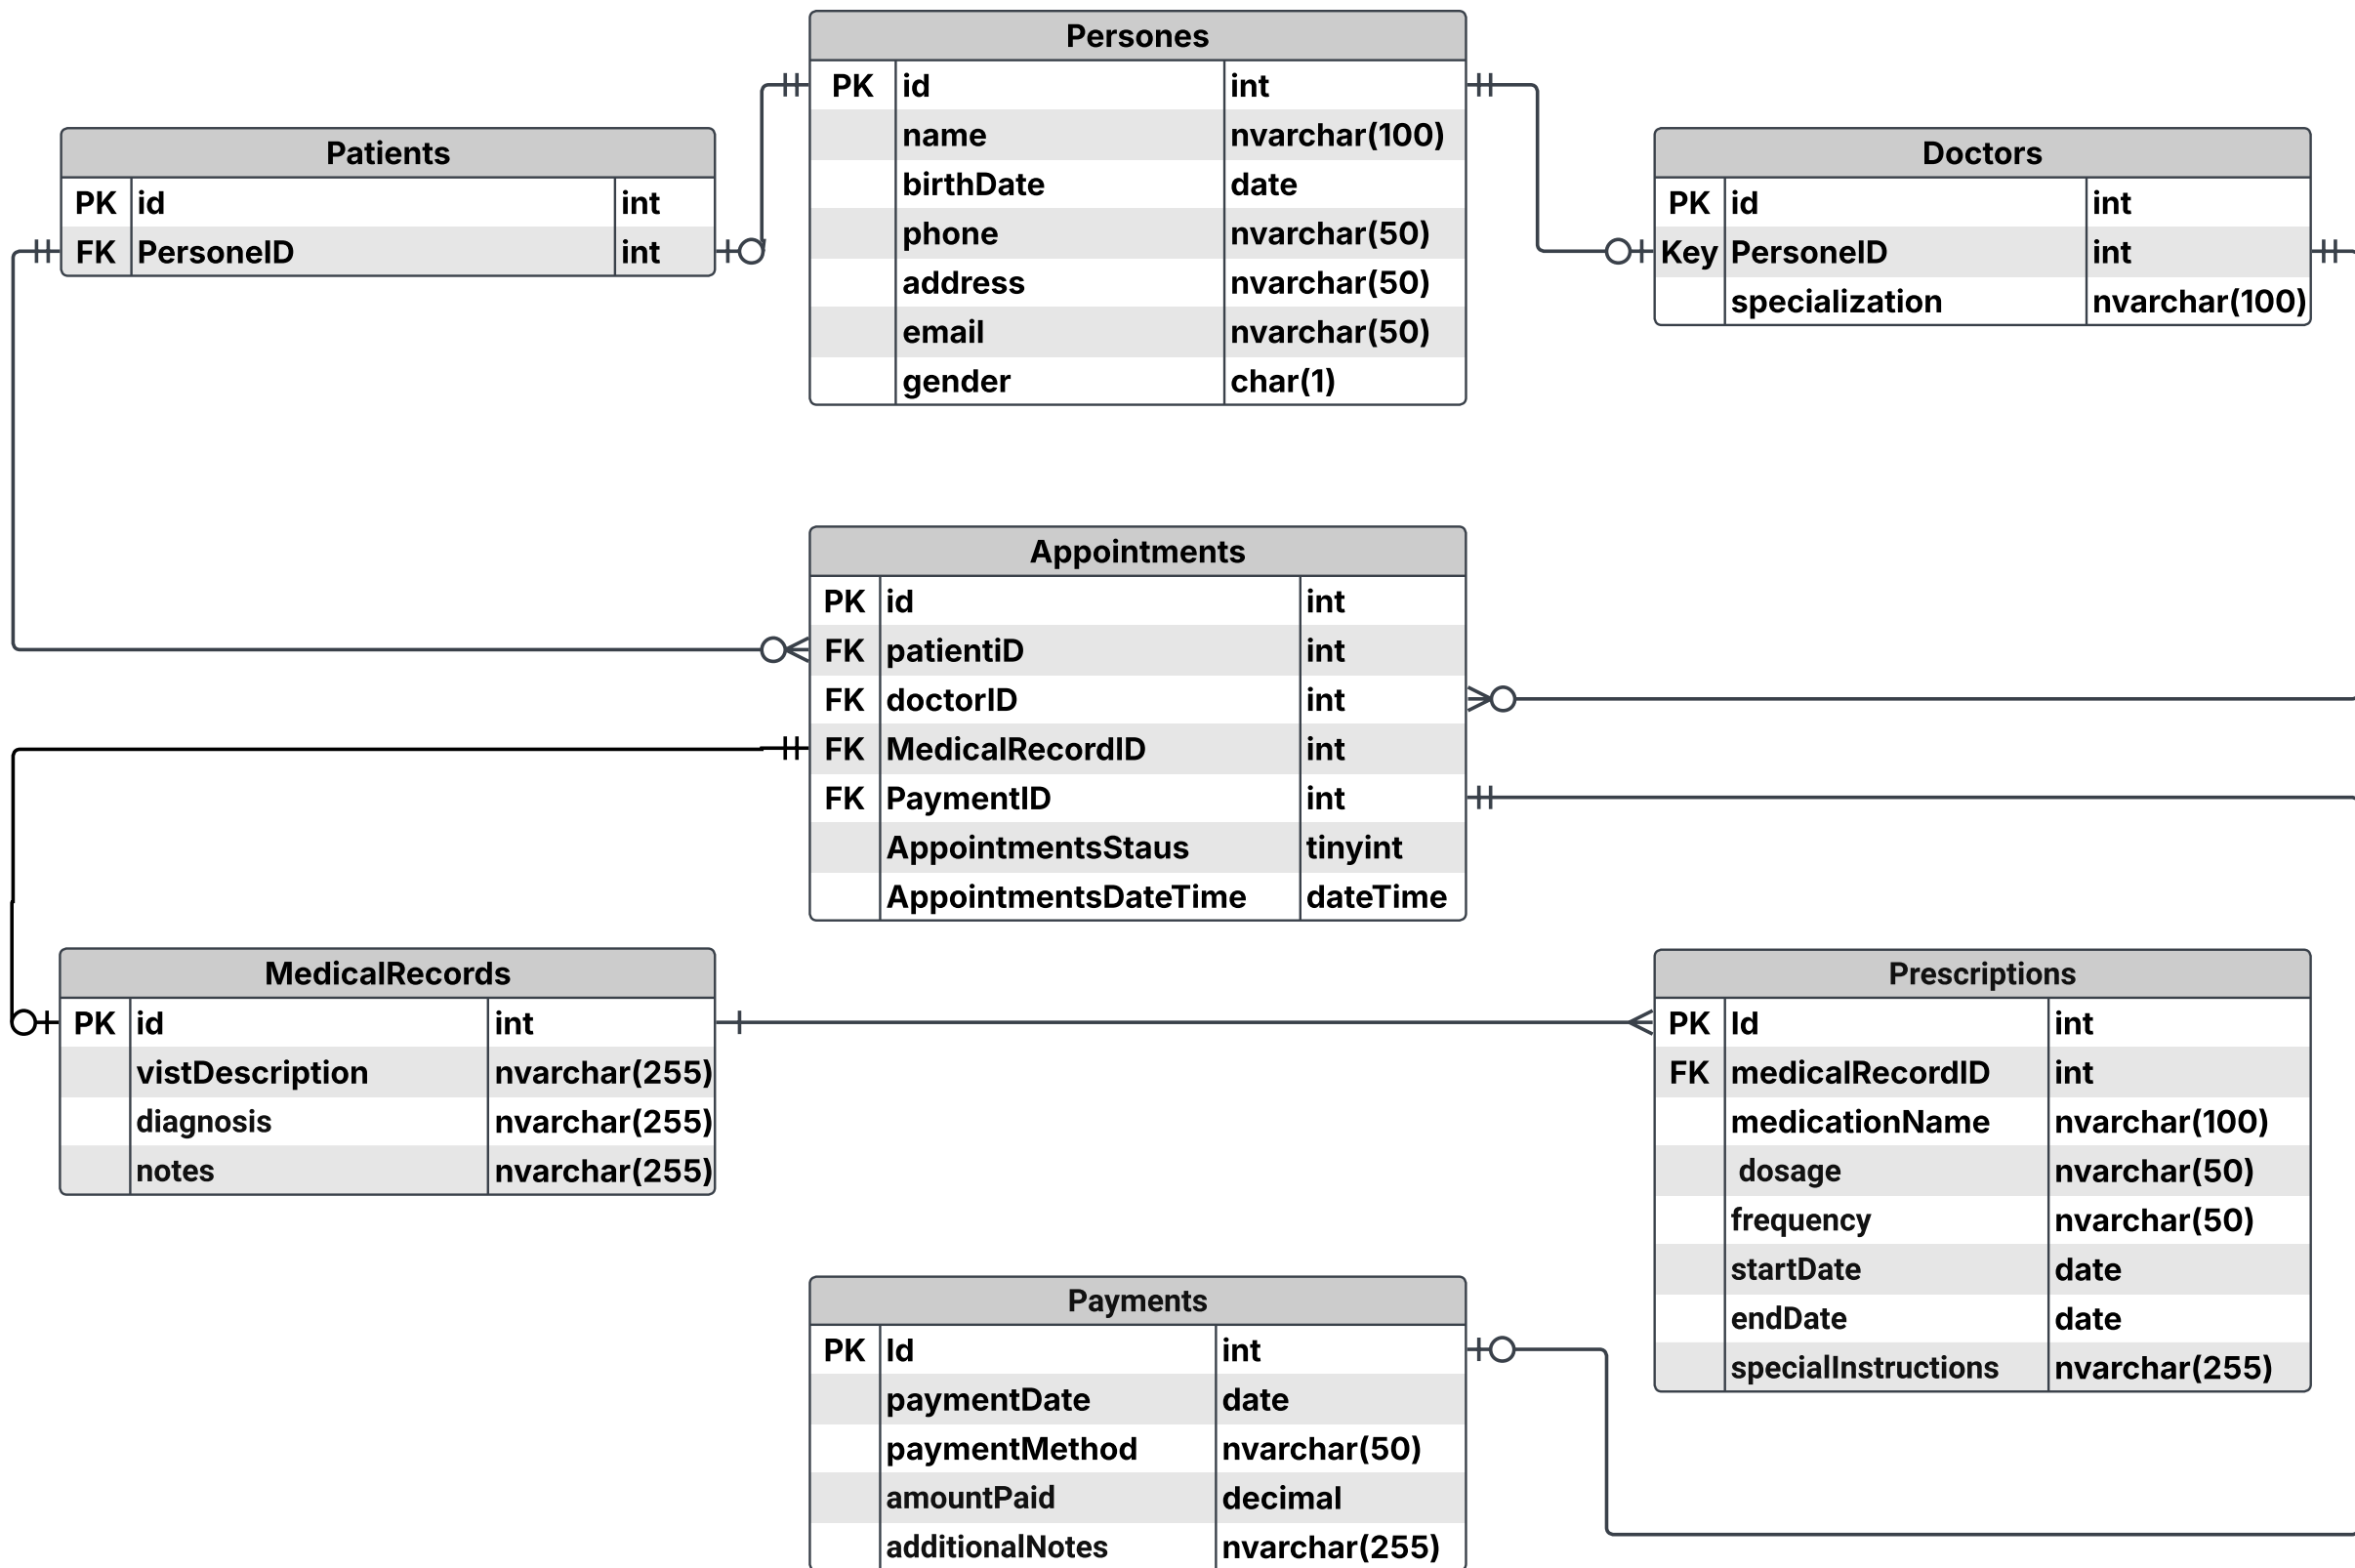 Persones
PK id int
name nvarchar(100)
birthDate date
phone nvarchar(50)
address nvarchar(50)
email nvarchar(50)
gender char(1)
Patients
PK id int
FK PersoneID int
Doctors
PK id int
Key PersoneID int
specialization nvarchar(100)
Appointments
PK id int
FK patientiD int
FK doctorID int
FK MedicalRecordID int
FK PaymentID int
AppointmentsStaus tinyint
AppointmentsDateTime dateTime
MedicalRecords
PK id int
vistDescription nvarchar(255)
diagnosis nvarchar(255)
notes nvarchar(255)
Prescriptions
PK Id int
FK medicalRecordID int
medicationName nvarchar(100)
dosage nvarchar(50)
frequency nvarchar(50)
startDate date
endDate date
specialInstructions nvarchar(255)
Payments
PK Id int
paymentDate date
paymentMethod nvarchar(50)
amountPaid decimal
additionalNotes nvarchar(255)